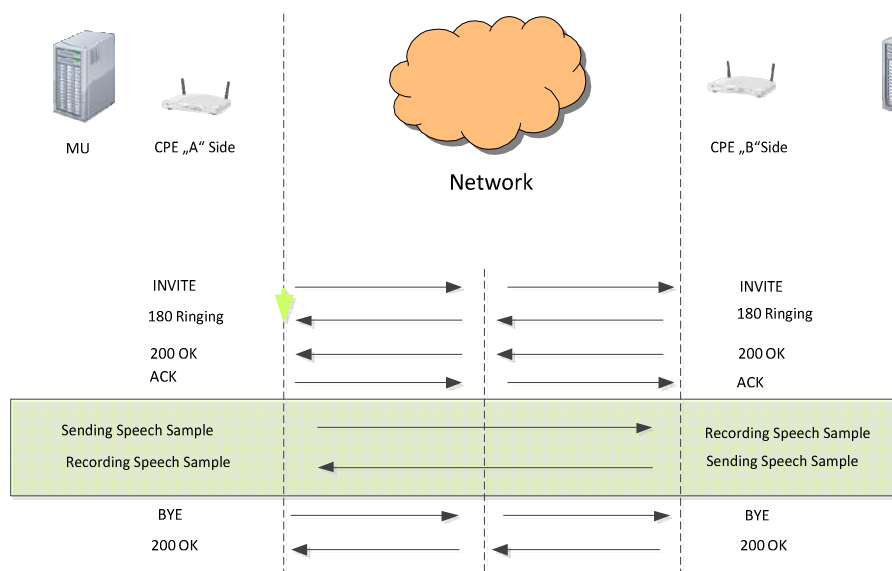 MU
CPE „A“ Side
CPE „B“Side
Network
INVITE
INVITE
180 Ringing
180 Ringing
200 OK
200 OK
ACK
ACK
Sending Speech Sample
Recording Speech Sample
Recording Speech Sample
Sending Speech Sample
BYE
BYE
200 OK
200 OK